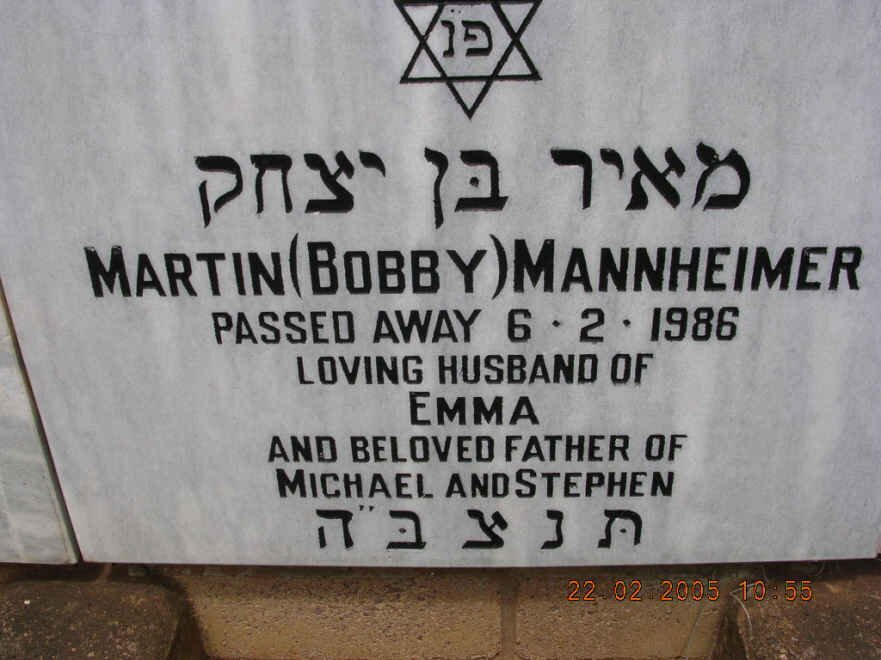 פנ
מאיר בן יצחק
MARTIN (BOBBY) MANNHEIMER
PASSED AWAY 6 · 2 · 1986
LOVING HUSBAND OF
EMMA
AND BELOVED FATHER OF
MICHAEL AND STEPHEN
ת נ צ ב"ה
22.02.2005 10:55